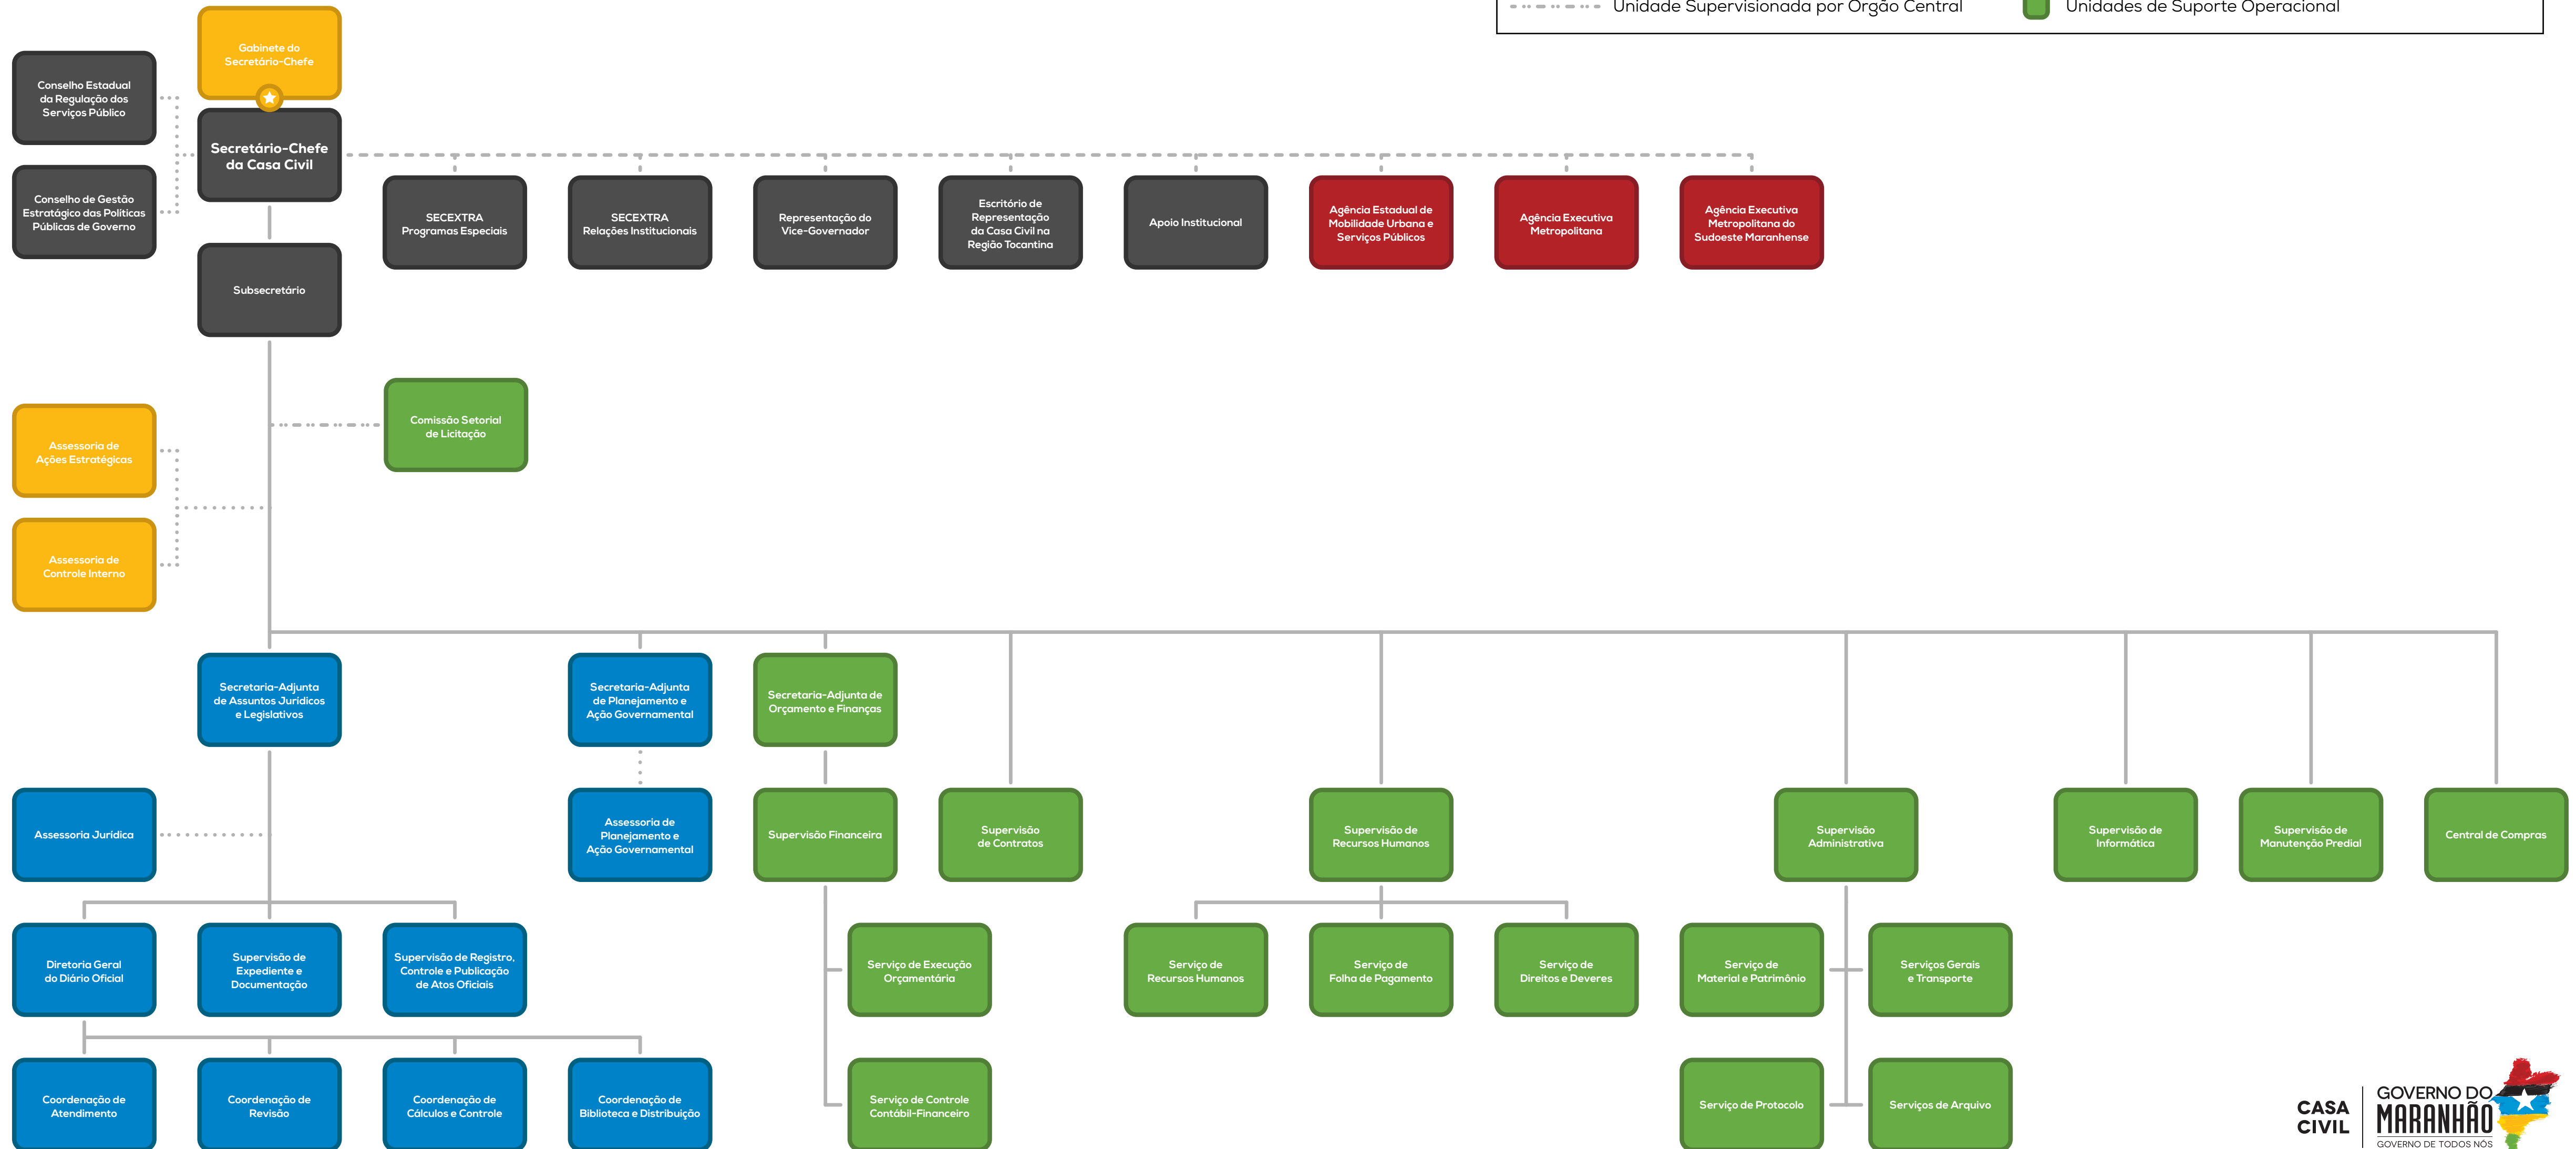 Unidade Supervisionada por Orgão Central
Unidades de Suporte Operacional
Gabinete do
Secretário-Chefe
Conselho Estadual
da Regulação dos
Serviços Público
Secretário-Chefe
da Casa Civil
Conselho de Gestão
Estratágico das Políticas
Públicas de Governo
SECEXTRA
Programas Especiais
SECEXTRA
Relações Institucionais
Representação do
Vice-Governador
Escritório de
Representação
da Casa Civil na
Região Tocantina
Apoio Institucional
Agência Estadual de
Mobilidade Urbana e
Serviços Públicos
Agência Executiva
Metropolitana
Agência Executiva
Metropolitana do
Sudoeste Maranhense
Subsecretário
Comissão Setorial
de Licitação
Assessoria de
Ações Estratégicas
Assessoria de
Controle Interno
Secretaria-Adjunta
de Assuntos Jurídicos
e Legislativos
Secretaria-Adjunta
de Planejamento e
Ação Governamental
Secretaria-Adjunta de
Orçamento e Finanças
Assessoria Jurídica
Assessoria de
Planejamento e
Ação Governamental
Supervisão Financeira
Supervisão
de Contratos
Supervisão de
Recursos Humanos
Supervisão
Administrativa
Supervisão de
Informática
Supervisão de
Manutenção Predial
Central de Compras
Diretoria Geral
do Diário Oficial
Supervisão de
Expediente e
Documentação
Supervisão de Registro,
Controle e Publicação
de Atos Oficiais
Serviço de Execução
Orçamentária
Serviço de
Recursos Humanos
Serviço de
Folha de Pagamento
Serviço de
Direitos e Deveres
Serviço de
Material e Patrimônio
Serviços Gerais
e Transporte
Coordenação de
Atendimento
Coordenação de
Revisão
Coordenação de
Cálculos e Controle
Coordenação de
Biblioteca e Distribuição
Serviço de Controle
Contábil-Financeiro
Serviço de Protocolo
Serviços de Arquivo
CASA
CIVIL
GOVERNO DO
MARANHÃO
GOVERNO DE TODOS NÓS